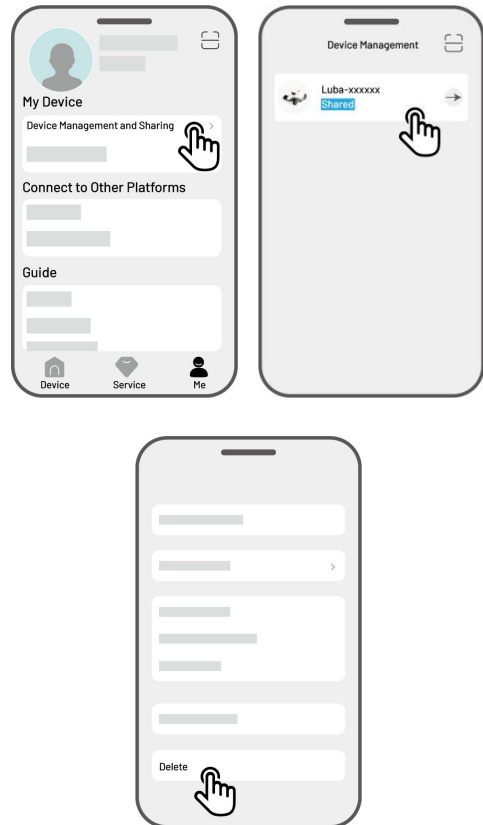 My Device
Device Management and Sharing
Connect to Other Platforms
Guide
Device Service Me
Device Management
Luba-xxxxxx
Shared
Delete